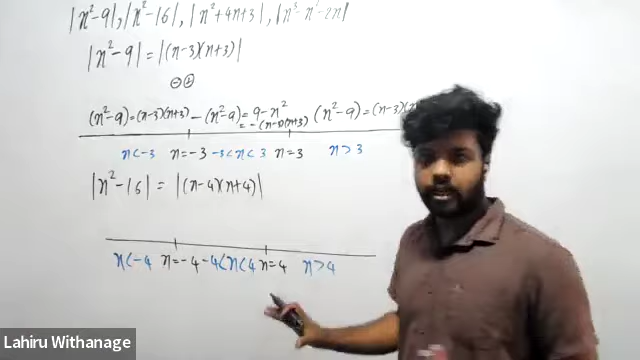 |x²-9|, |x²-16|, |x²+4x+3|, |x³-x²-2x|
|x²-9| = |(x-3)(x+3)|
⊖⊕
(x²-9)=(x-3)(x+3) -(x²-9)=9-x² (x²-9)=(x-3)(x
=-(x-3)(x+3)
x<-3 x=-3 -3<x<3 x=3 x>3
|x²-16| = |(x-4)(x+4)|
x<-4 x=-4 -4<x<4 x=4 x>4
Lahiru Withanage